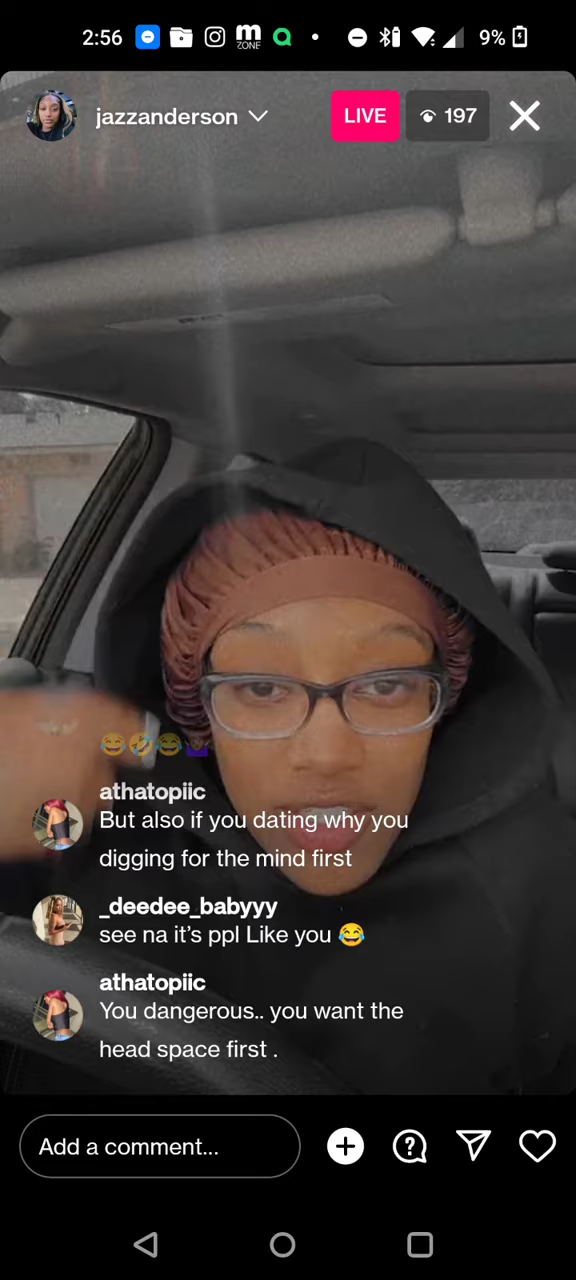 2:56 m ZONE 9%
jazzanderson LIVE 197
😂🤣😂🤷🏾‍♀️
athatopiic
But also if you dating why you
digging for the mind first
_deedee_babyyy
see na it's ppl Like you 😂
athatopiic
You dangerous.. you want the
head space first .
Add a comment...